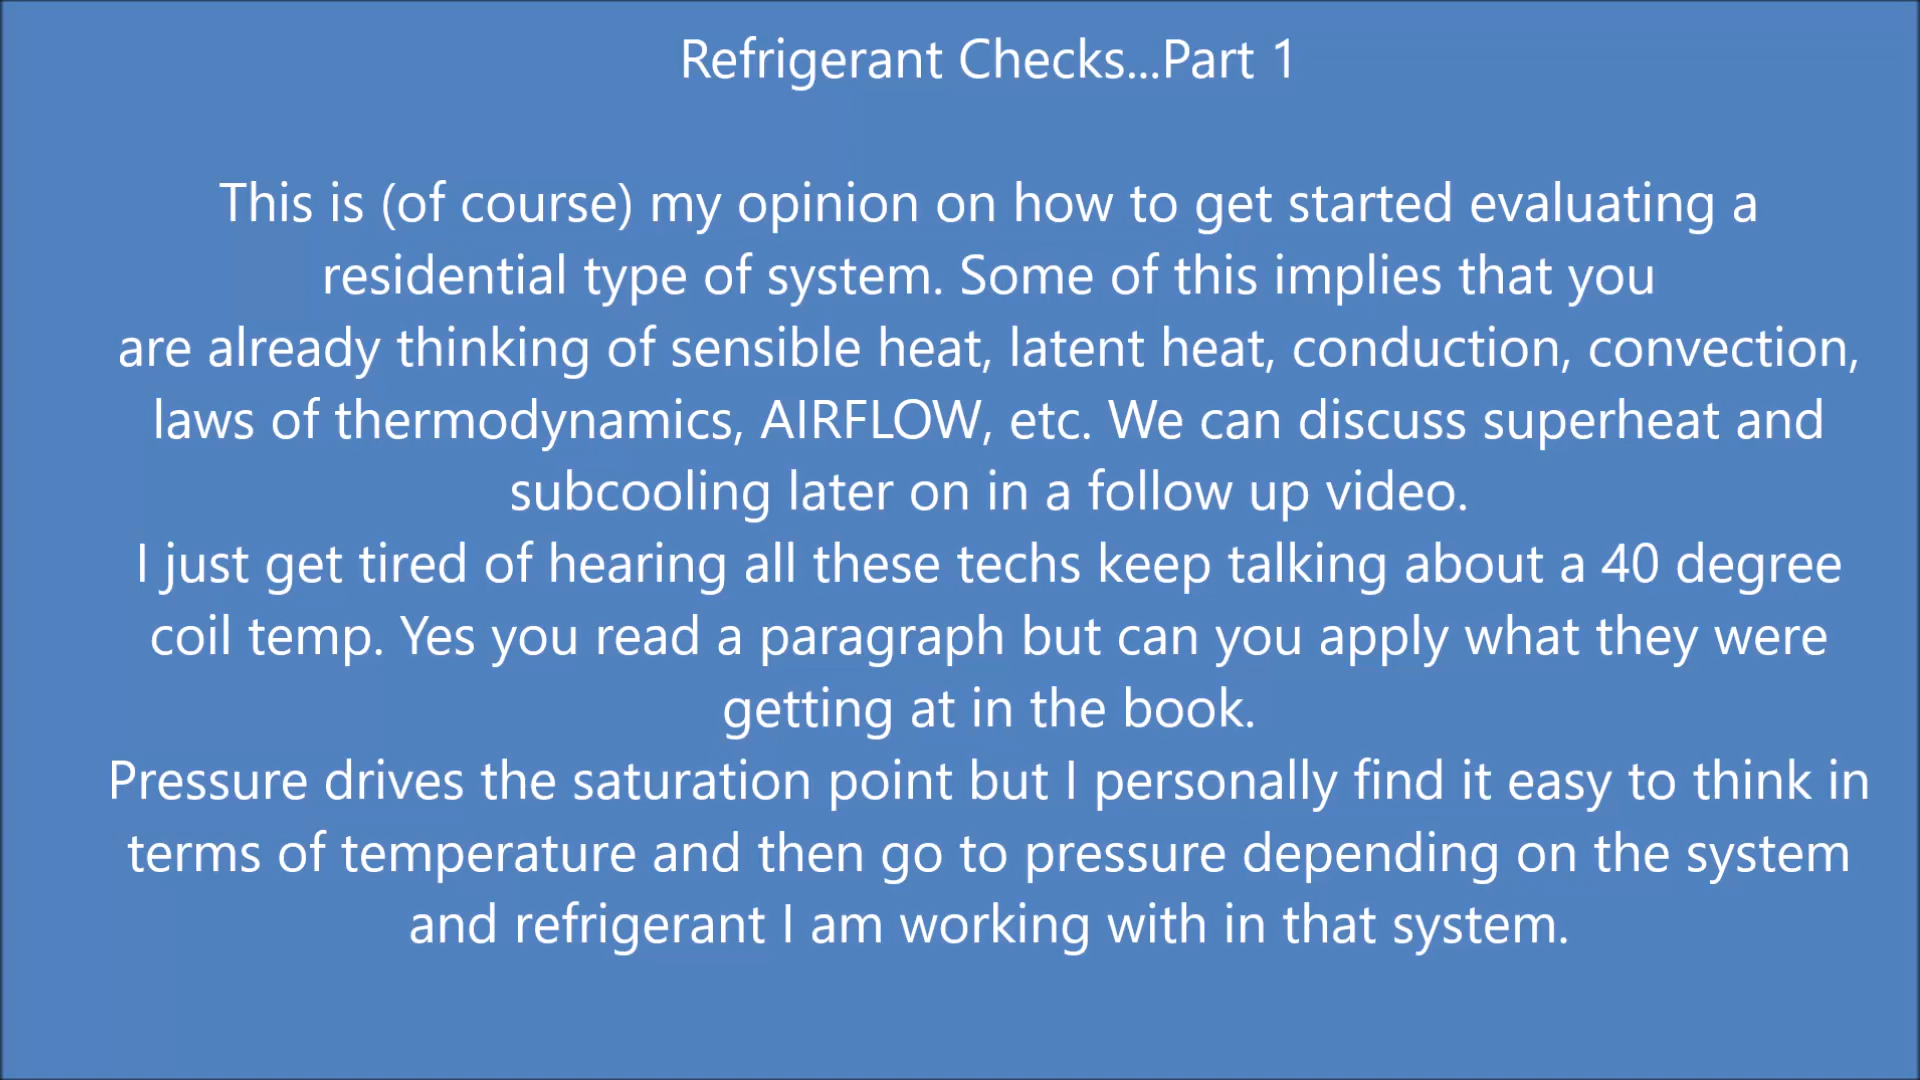 Refrigerant Checks...Part 1
This is (of course) my opinion on how to get started evaluating a
residential type of system. Some of this implies that you
are already thinking of sensible heat, latent heat, conduction, convection,
laws of thermodynamics, AIRFLOW, etc. We can discuss superheat and
subcooling later on in a follow up video.
I just get tired of hearing all these techs keep talking about a 40 degree
coil temp. Yes you read a paragraph but can you apply what they were
getting at in the book.
Pressure drives the saturation point but I personally find it easy to think in
terms of temperature and then go to pressure depending on the system
and refrigerant I am working with in that system.